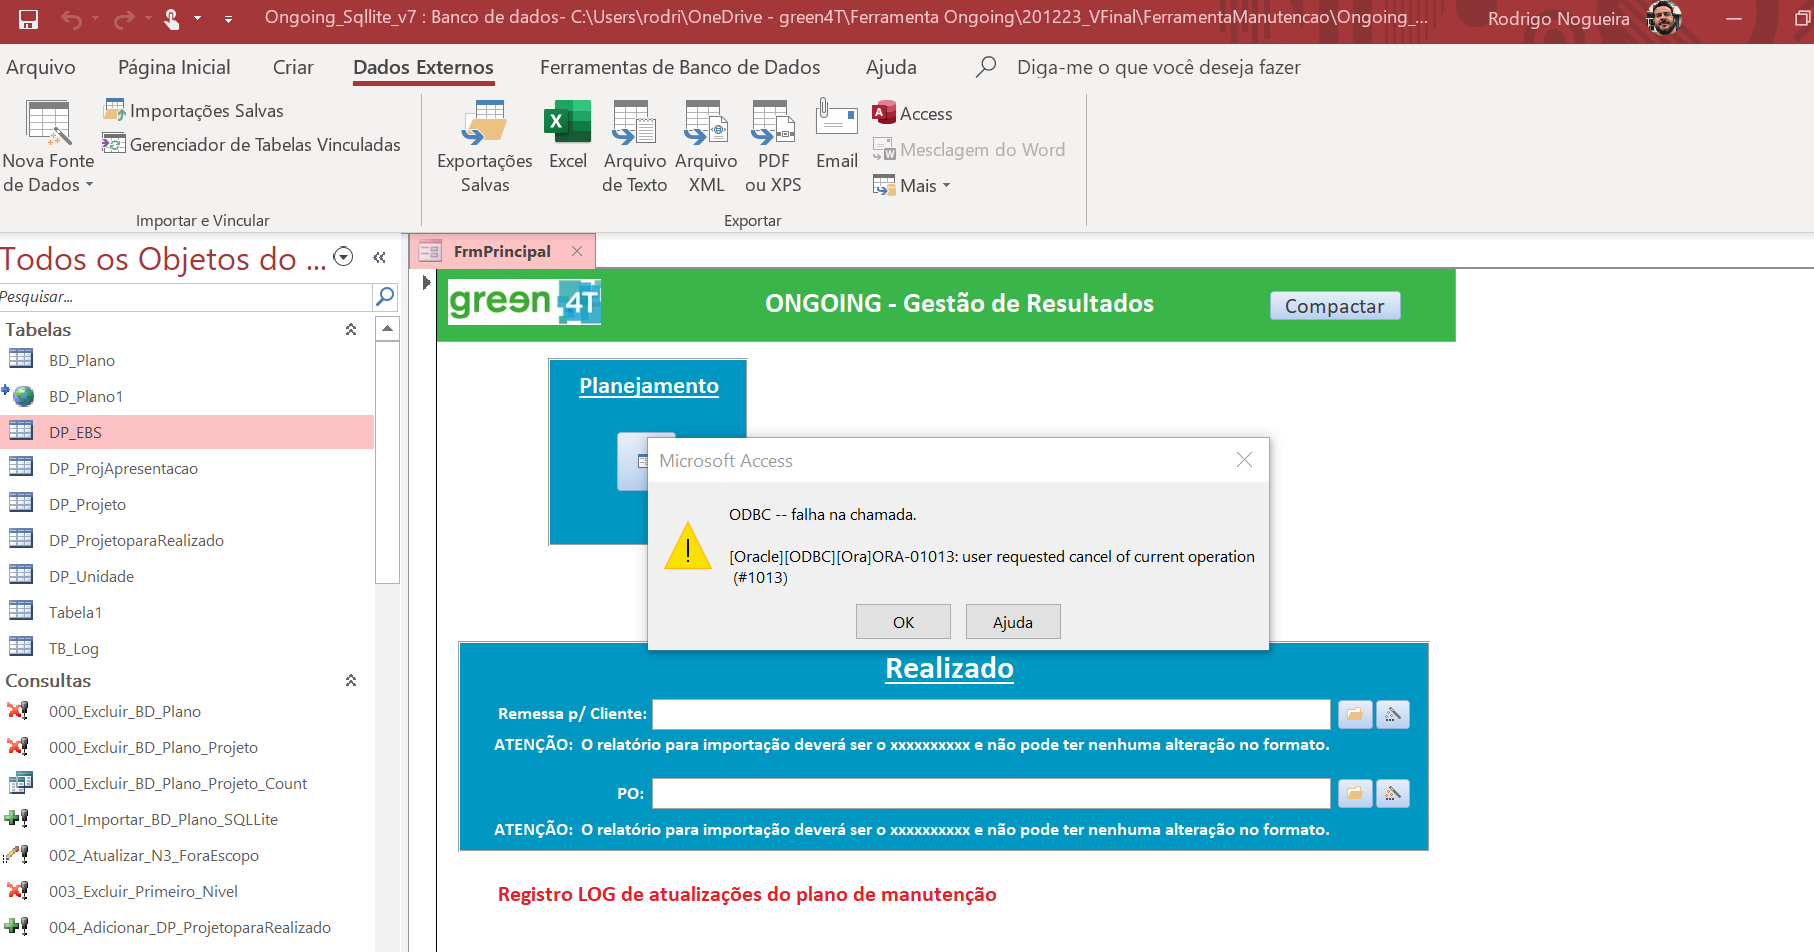 Ongoing_Sqllite_v7 : Banco de dados- C:\Users\rodri\OneDrive - green4T\Ferramenta Ongoing\201223_VFinal\FerramentaManutencao\Ongoing_...
Rodrigo Nogueira
Arquivo
Página Inicial
Criar
Dados Externos
Ferramentas de Banco de Dados
Ajuda
Diga-me o que você deseja fazer
Nova Fonte
de Dados
Importações Salvas
Gerenciador de Tabelas Vinculadas
Importar e Vincular
Exportações
Salvas
Excel
Arquivo
de Texto
Arquivo
XML
PDF
ou XPS
Email
Access
Mesclagem do Word
Mais
Exportar
Todos os Objetos do ...
Pesquisar...
Tabelas
BD_Plano
BD_Plano1
DP_EBS
DP_ProjApresentacao
DP_Projeto
DP_ProjetoparaRealizado
DP_Unidade
Tabela1
TB_Log
Consultas
000_Excluir_BD_Plano
000_Excluir_BD_Plano_Projeto
000_Excluir_BD_Plano_Projeto_Count
001_Importar_BD_Plano_SQLLite
002_Atualizar_N3_ForaEscopo
003_Excluir_Primeiro_Nivel
004_Adicionar_DP_ProjetoparaRealizado
FrmPrincipal
green 4T
ONGOING - Gestão de Resultados
Compactar
Planejamento
Microsoft Access
ODBC -- falha na chamada.
[Oracle][ODBC][Ora]ORA-01013: user requested cancel of current operation
(#1013)
OK
Ajuda
Realizado
Remessa p/ Cliente:
ATENÇÃO: O relatório para importação deverá ser o xxxxxxxxxx e não pode ter nenhuma alteração no formato.
PO:
ATENÇÃO: O relatório para importação deverá ser o xxxxxxxxxx e não pode ter nenhuma alteração no formato.
Registro LOG de atualizações do plano de manutenção